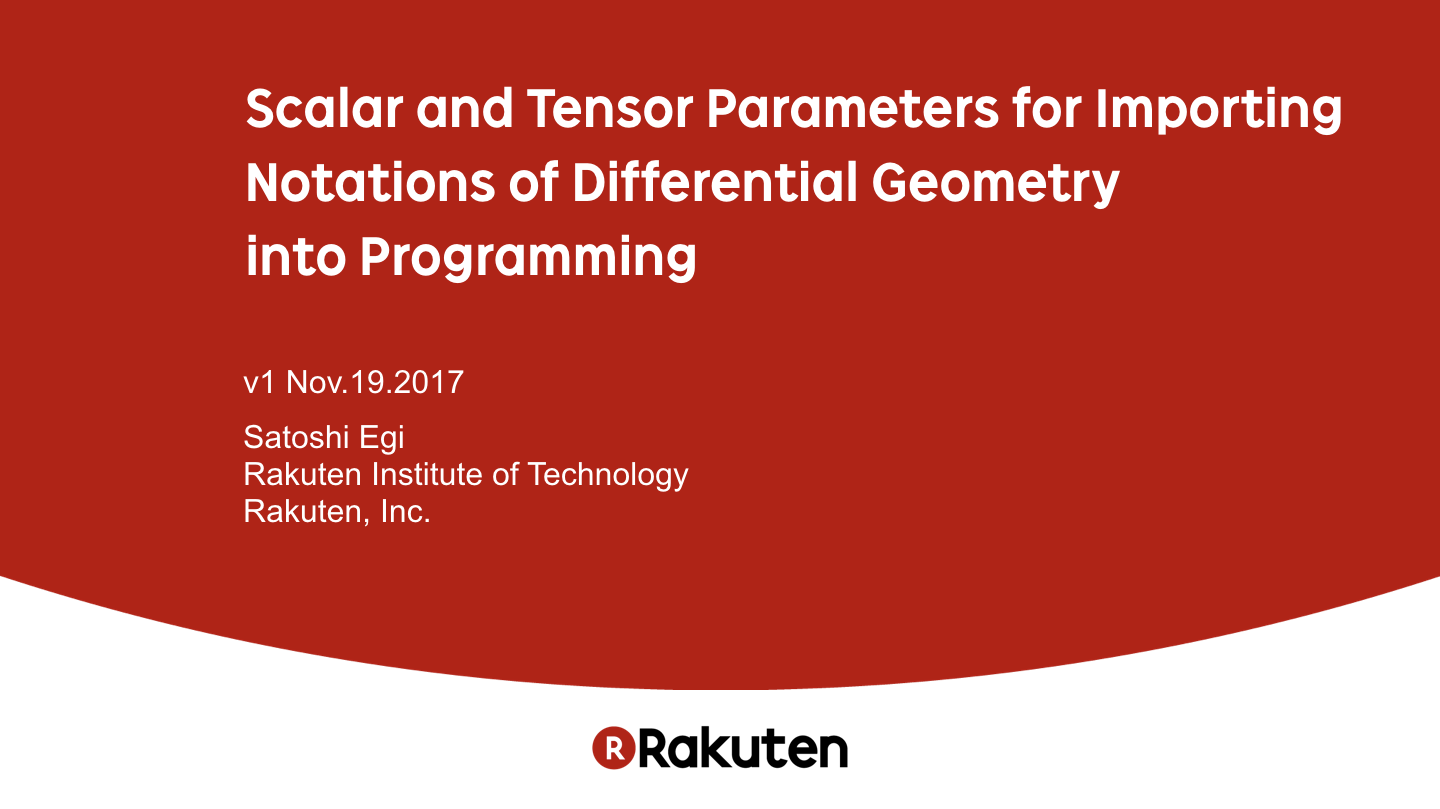 Scalar and Tensor Parameters for Importing
Notations of Differential Geometry
into Programming
v1 Nov.19.2017
Satoshi Egi
Rakuten Institute of Technology
Rakuten, Inc.
R Rakuten